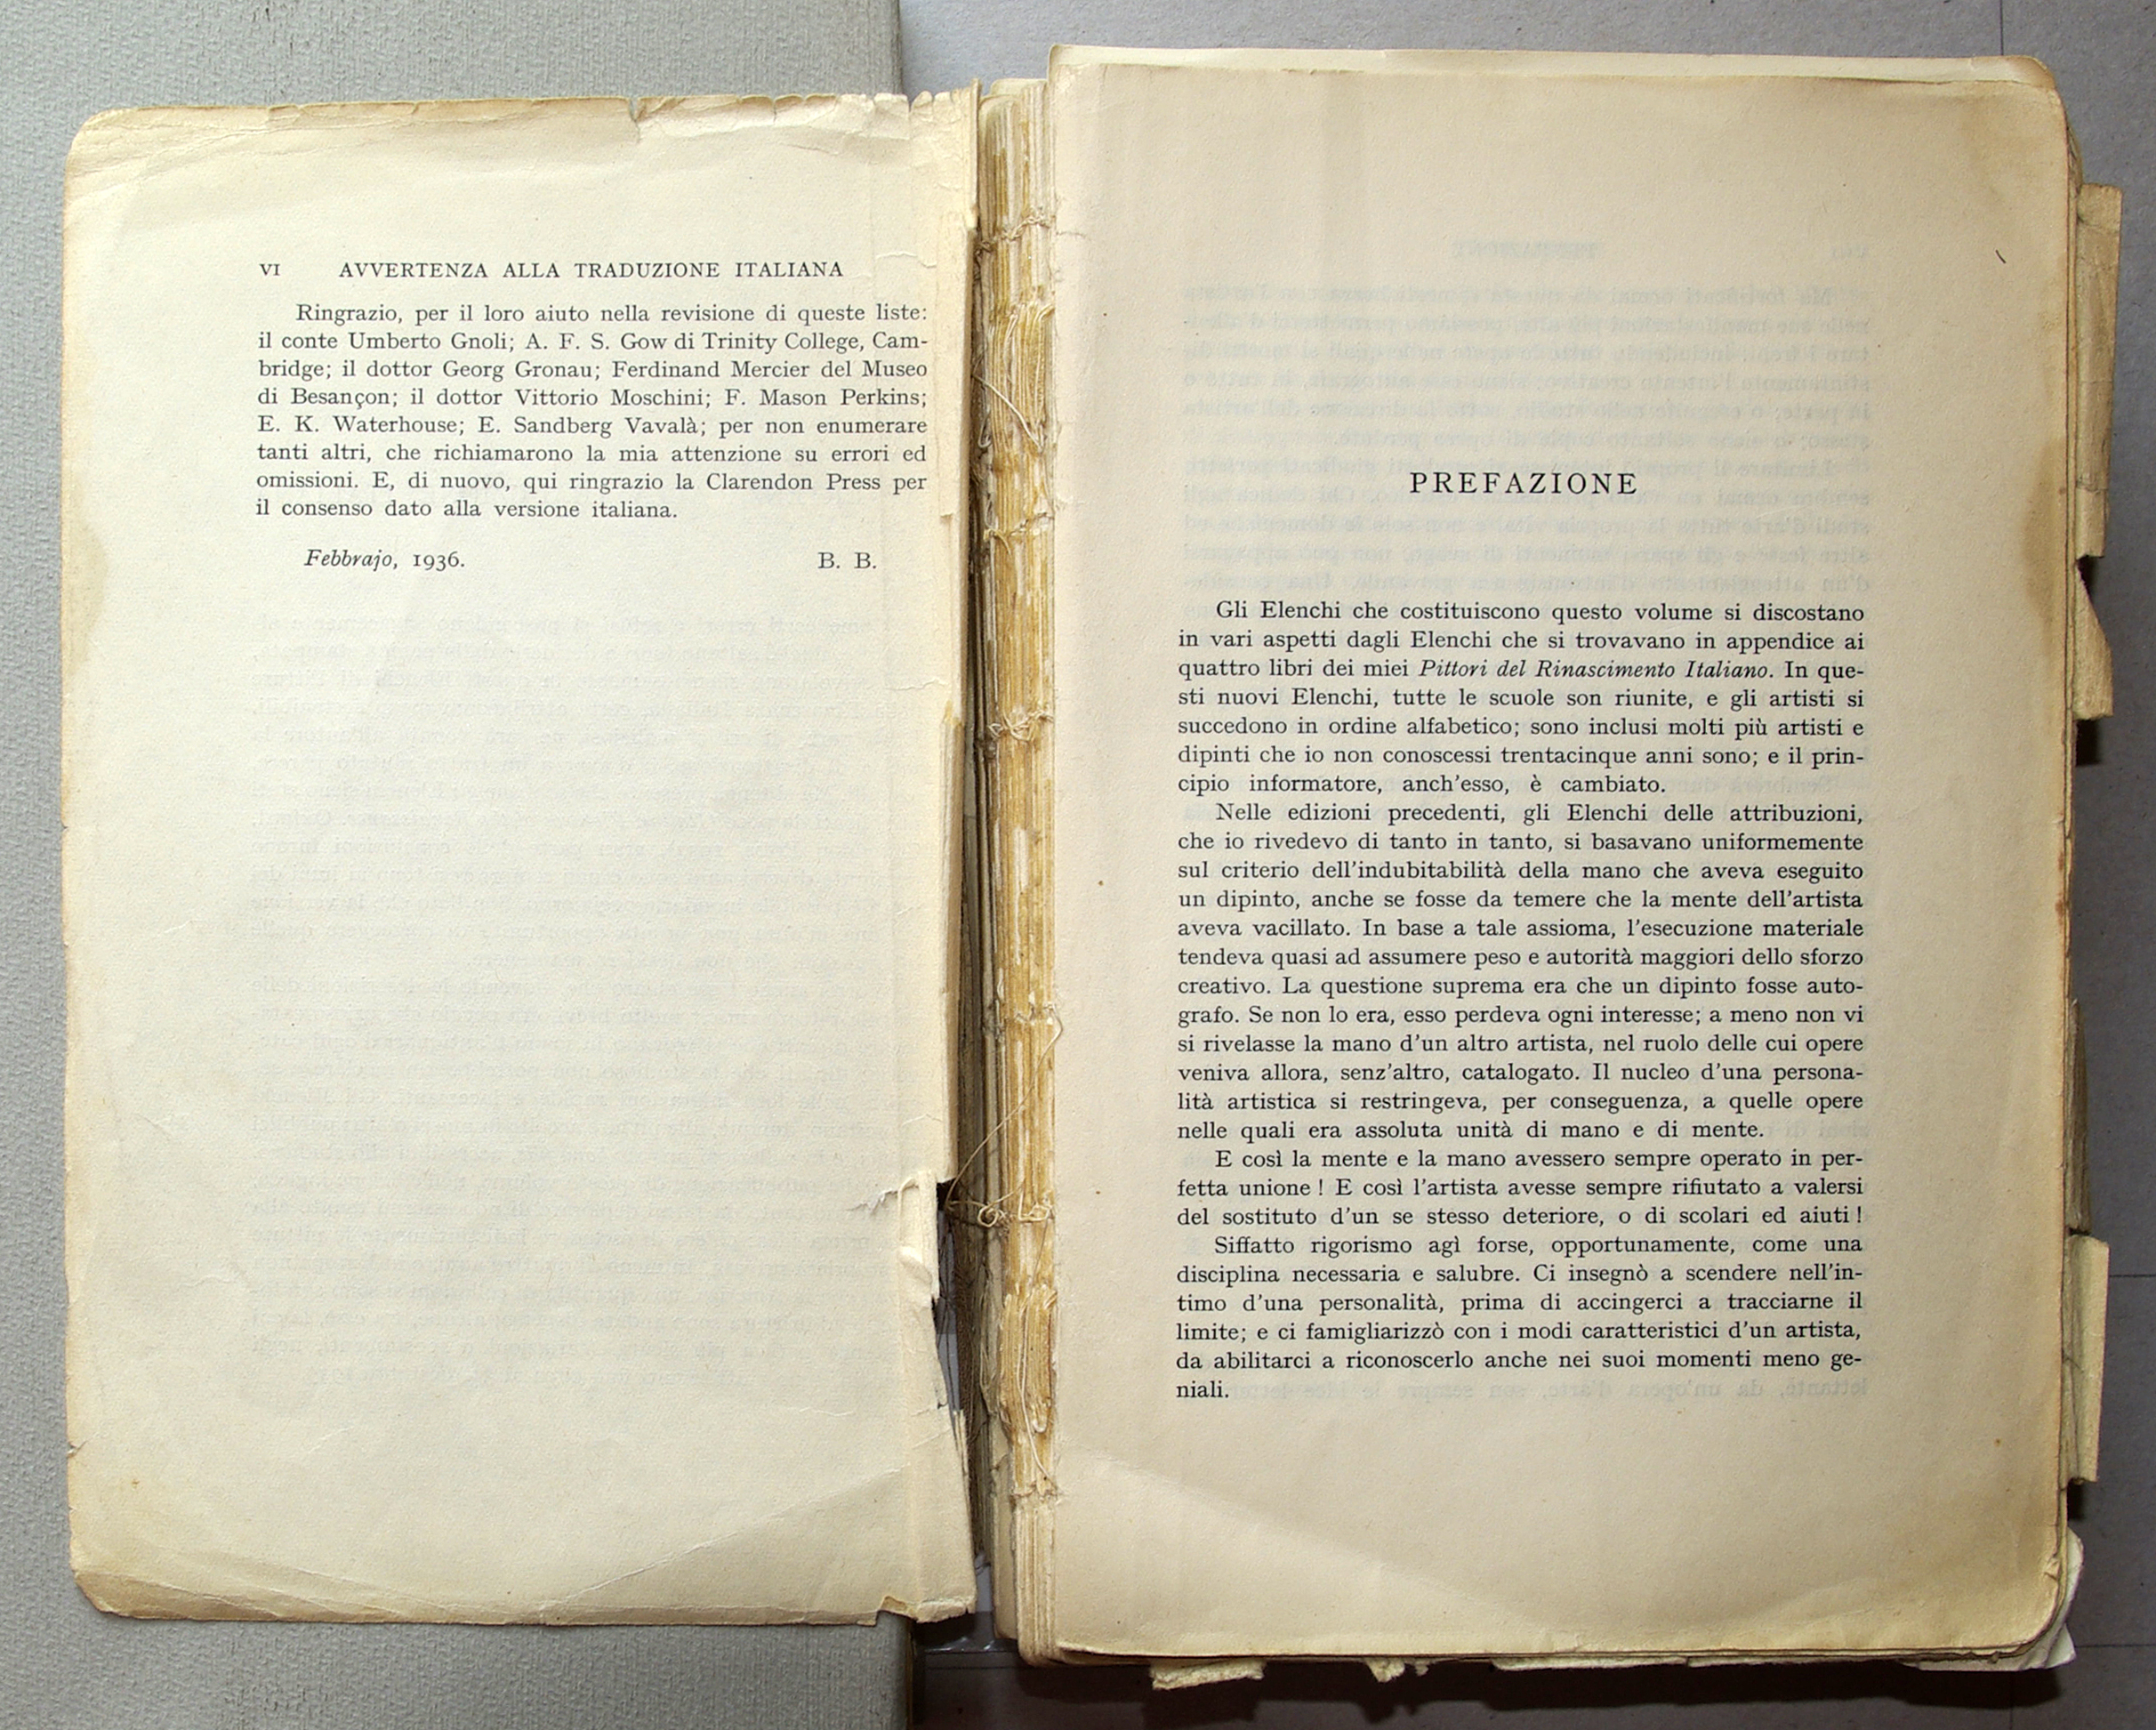 VI AVVERTENZA ALLA TRADUZIONE ITALIANA
Ringrazio, per il loro aiuto nella revisione di queste liste:
il conte Umberto Gnoli; A. F. S. Gow di Trinity College, Cam-
bridge; il dottor Georg Gronau; Ferdinand Mercier del Museo
di Besançon; il dottor Vittorio Moschini; F. Mason Perkins;
E. K. Waterhouse; E. Sandberg Vavalà; per non enumerare
tanti altri, che richiamarono la mia attenzione su errori ed
omissioni. E, di nuovo, qui ringrazio la Clarendon Press per
il consenso dato alla versione italiana.
Febbrajo, 1936. B. B.
PREFAZIONE
Gli Elenchi che costituiscono questo volume si discostano
in vari aspetti dagli Elenchi che si trovavano in appendice ai
quattro libri dei miei Pittori del Rinascimento Italiano. In que-
sti nuovi Elenchi, tutte le scuole son riunite, e gli artisti si
succedono in ordine alfabetico; sono inclusi molti più artisti e
dipinti che io non conoscessi trentacinque anni sono; e il prin-
cipio informatore, anch'esso, è cambiato.
Nelle edizioni precedenti, gli Elenchi delle attribuzioni,
che io rivedevo di tanto in tanto, si basavano uniformemente
sul criterio dell'indubitabilità della mano che aveva eseguito
un dipinto, anche se fosse da temere che la mente dell'artista
aveva vacillato. In base a tale assioma, l'esecuzione materiale
tendeva quasi ad assumere peso e autorità maggiori dello sforzo
creativo. La questione suprema era che un dipinto fosse auto-
grafo. Se non lo era, esso perdeva ogni interesse; a meno non vi
si rivelasse la mano d'un altro artista, nel ruolo delle cui opere
veniva allora, senz'altro, catalogato. Il nucleo d'una persona-
lità artistica si restringeva, per conseguenza, a quelle opere
nelle quali era assoluta unità di mano e di mente.
E così la mente e la mano avessero sempre operato in per-
fetta unione ! E così l'artista avesse sempre rifiutato a valersi
del sostituto d'un se stesso deteriore, o di scolari ed aiuti !
Siffatto rigorismo agì forse, opportunamente, come una
disciplina necessaria e salubre. Ci insegnò a scendere nell'in-
timo d'una personalità, prima di accingerci a tracciarne il
limite; e ci famigliarizzò con i modi caratteristici d'un artista,
da abilitarci a riconoscerlo anche nei suoi momenti meno ge-
niali.